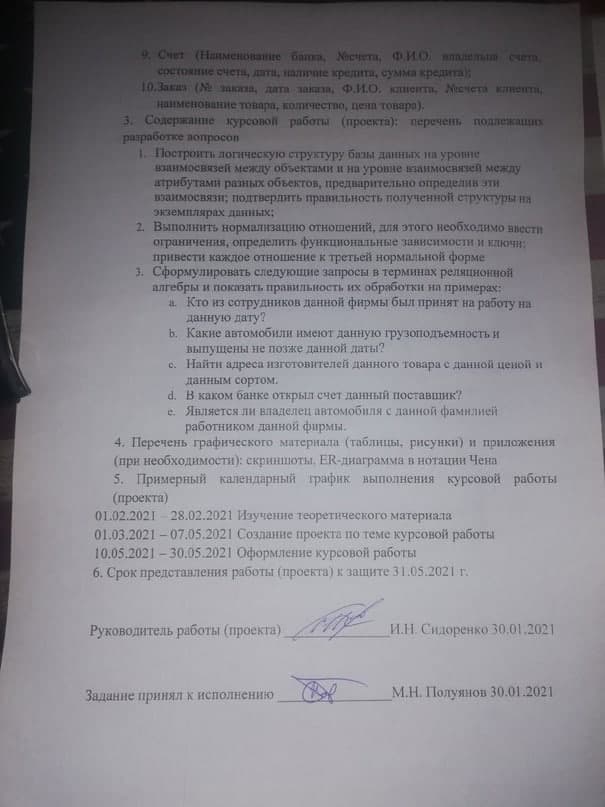 9. Счет (Наименование банка, №счета, Ф.И.О. владельца счета,
состояние счета, дата, наличие кредита, сумма кредита);
10.Заказ (№ заказа, дата заказа, Ф.И.О. клиента, №счета клиента,
наименование товара, количество, цена товара).
3. Содержание курсовой работы (проекта): перечень подлежащих
разработке вопросов
1. Построить логическую структуру базы данных на уровне
взаимосвязей между объектами и на уровне взаимосвязей между
атрибутами разных объектов, предварительно определив эти
взаимосвязи; подтвердить правильность полученной структуры на
экземплярах данных;
2. Выполнить нормализацию отношений, для этого необходимо ввести
ограничения, определить функциональные зависимости и ключи;
привести каждое отношение к третьей нормальной форме
3. Сформулировать следующие запросы в терминах реляционной
алгебры и показать правильность их обработки на примерах:
a. Кто из сотрудников данной фирмы был принят на работу на
данную дату?
b. Какие автомобили имеют данную грузоподъемность и
выпущены не позже данной даты?
c. Найти адреса изготовителей данного товара с данной ценой и
данным сортом.
d. В каком банке открыл счет данный поставщик?
e. Является ли владелец автомобиля с данной фамилией
работником данной фирмы.
4. Перечень графического материала (таблицы, рисунки) и приложения
(при необходимости): скриншоты, ER-диаграмма в нотации Чена
5. Примерный календарный график выполнения курсовой работы
(проекта)
01.02.2021 – 28.02.2021 Изучение теоретического материала
01.03.2021 – 07.05.2021 Создание проекта по теме курсовой работы
10.05.2021 – 30.05.2021 Оформление курсовой работы
6. Срок представления работы (проекта) к защите 31.05.2021 г.
Руководитель работы (проекта) ______________И.Н. Сидоренко 30.01.2021
Задание принял к исполнению ________________М.Н. Полуянов 30.01.2021